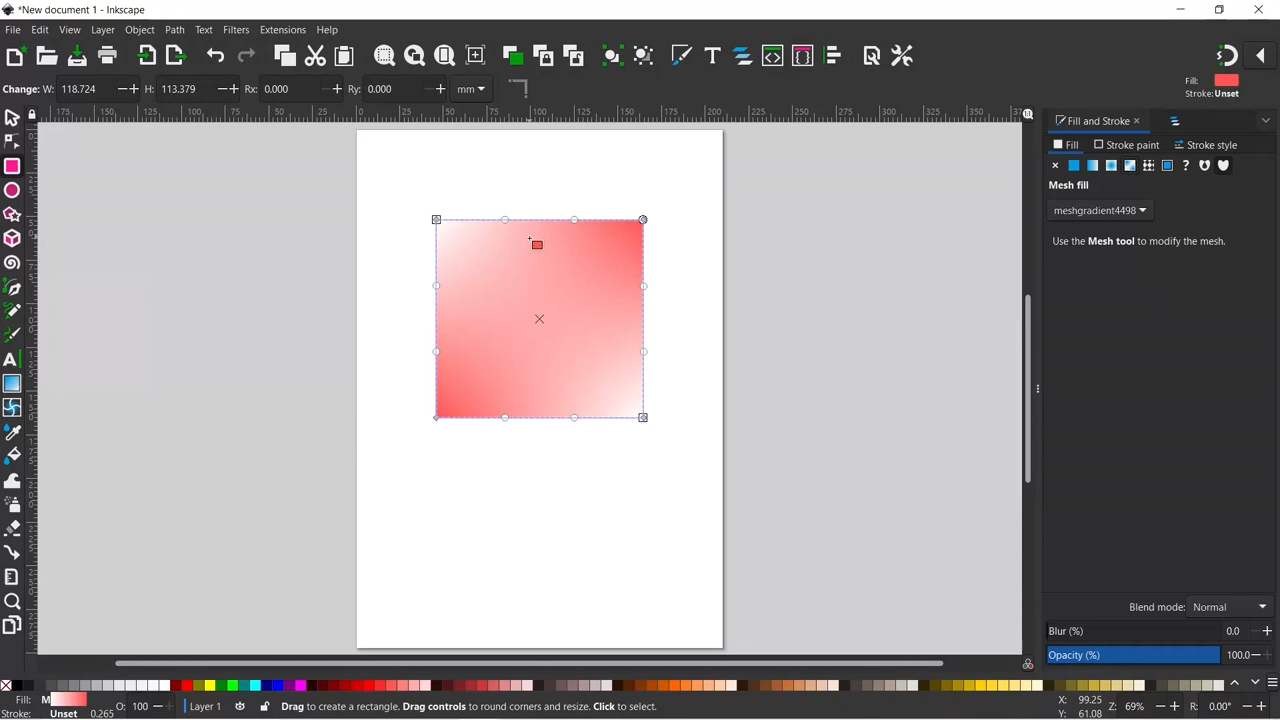 *New document 1 - Inkscape
File Edit View Layer Object Path Text Filters Extensions Help
Change: W: 118.724 H: 113.379 Rx: 0.000 Ry: 0.000 mm
Fill:
Stroke: Unset
Fill and Stroke
Fill Stroke paint Stroke style
Mesh fill
meshgradient4498
Use the Mesh tool to modify the mesh.
Blend mode: Normal
Blur (%) 0.0
Opacity (%) 100.0
Fill: M
Stroke: Unset 0.265
O: 100
Layer 1
Drag to create a rectangle. Drag controls to round corners and resize. Click to select.
X: 99.25
Y: 61.08
Z: 69%
R: 0.00°